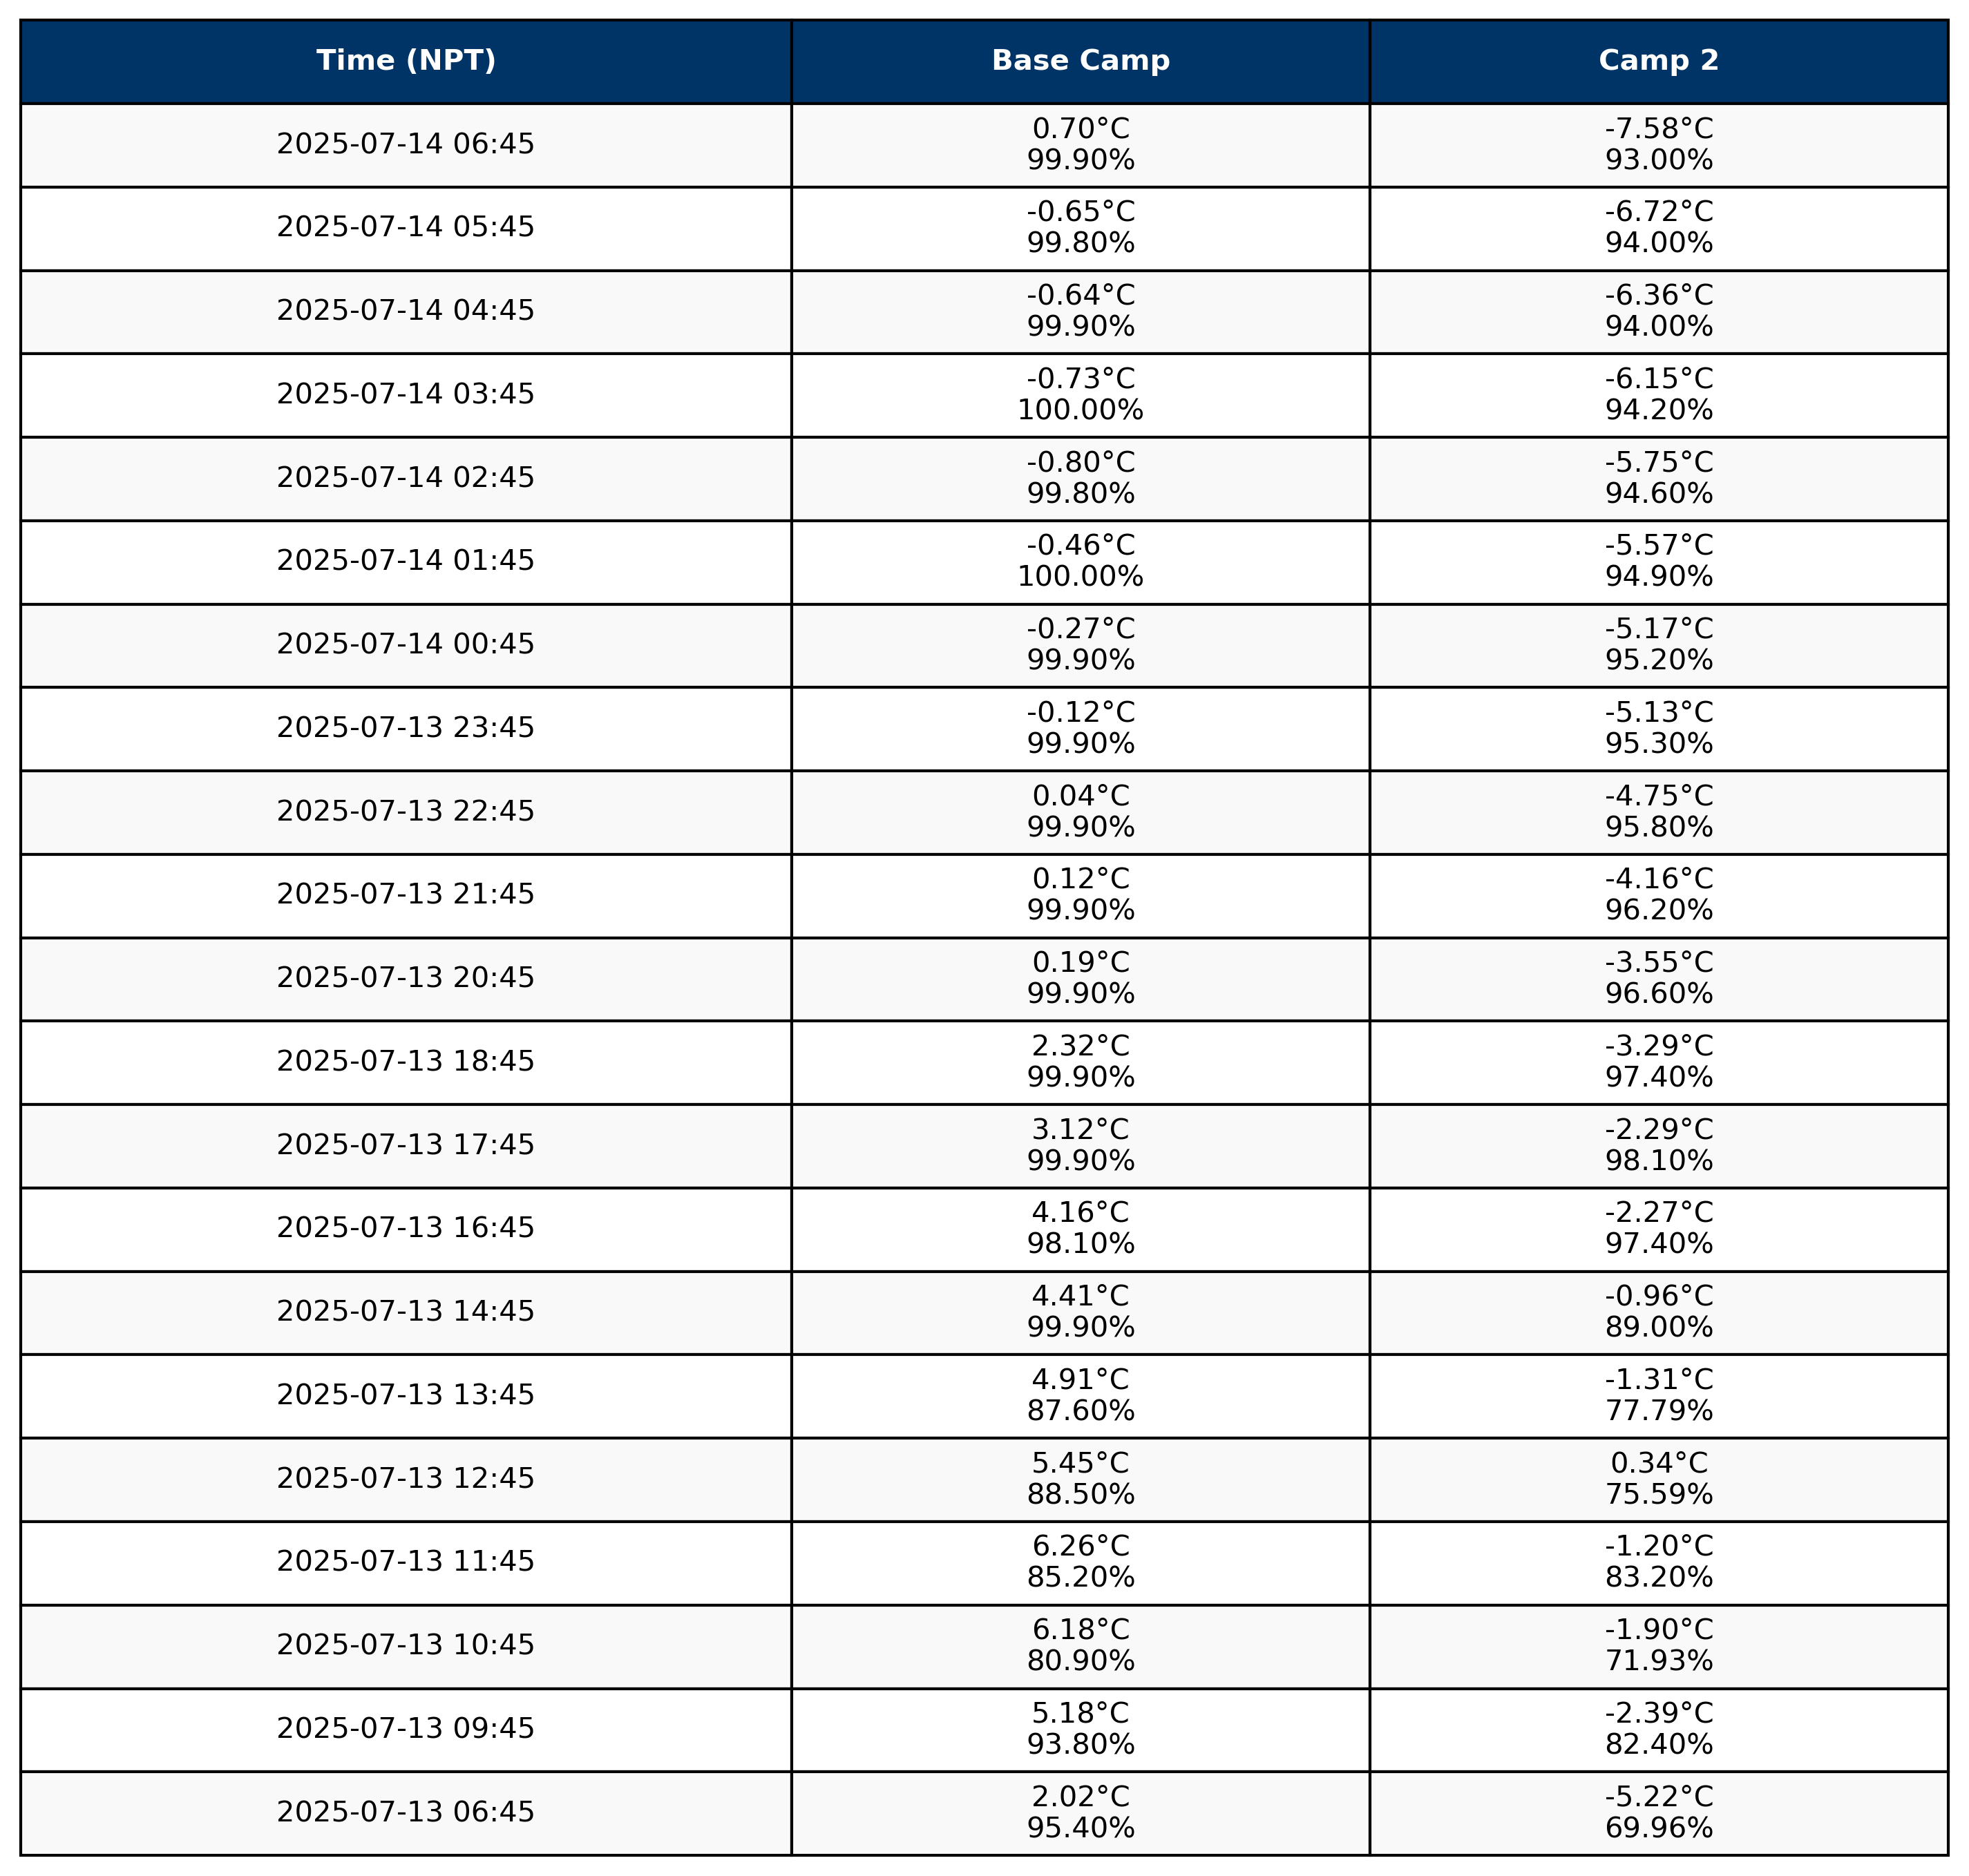 Time (NPT) Base Camp Camp 2
2025-07-14 06:45 0.70°C -7.58°C
99.90% 93.00%
2025-07-14 05:45 -0.65°C -6.72°C
99.80% 94.00%
2025-07-14 04:45 -0.64°C -6.36°C
99.90% 94.00%
2025-07-14 03:45 -0.73°C -6.15°C
100.00% 94.20%
2025-07-14 02:45 -0.80°C -5.75°C
99.80% 94.60%
2025-07-14 01:45 -0.46°C -5.57°C
100.00% 94.90%
2025-07-14 00:45 -0.27°C -5.17°C
99.90% 95.20%
2025-07-13 23:45 -0.12°C -5.13°C
99.90% 95.30%
2025-07-13 22:45 0.04°C -4.75°C
99.90% 95.80%
2025-07-13 21:45 0.12°C -4.16°C
99.90% 96.20%
2025-07-13 20:45 0.19°C -3.55°C
99.90% 96.60%
2025-07-13 18:45 2.32°C -3.29°C
99.90% 97.40%
2025-07-13 17:45 3.12°C -2.29°C
99.90% 98.10%
2025-07-13 16:45 4.16°C -2.27°C
98.10% 97.40%
2025-07-13 14:45 4.41°C -0.96°C
99.90% 89.00%
2025-07-13 13:45 4.91°C -1.31°C
87.60% 77.79%
2025-07-13 12:45 5.45°C 0.34°C
88.50% 75.59%
2025-07-13 11:45 6.26°C -1.20°C
85.20% 83.20%
2025-07-13 10:45 6.18°C -1.90°C
80.90% 71.93%
2025-07-13 09:45 5.18°C -2.39°C
93.80% 82.40%
2025-07-13 06:45 2.02°C -5.22°C
95.40% 69.96%